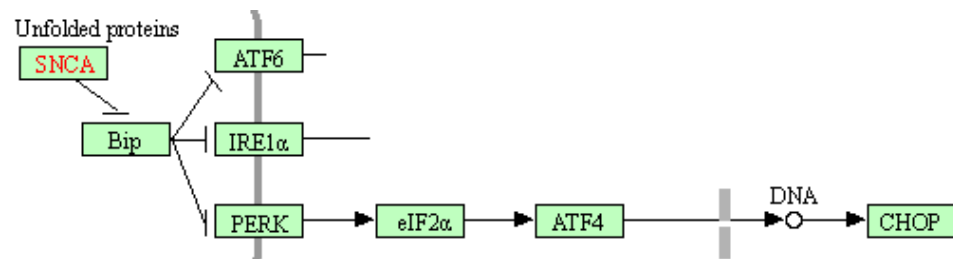 Unfolded proteins
SNCA
ATF6
Bip
IRE1α
PERK
eIF2α
ATF4
DNA
CHOP